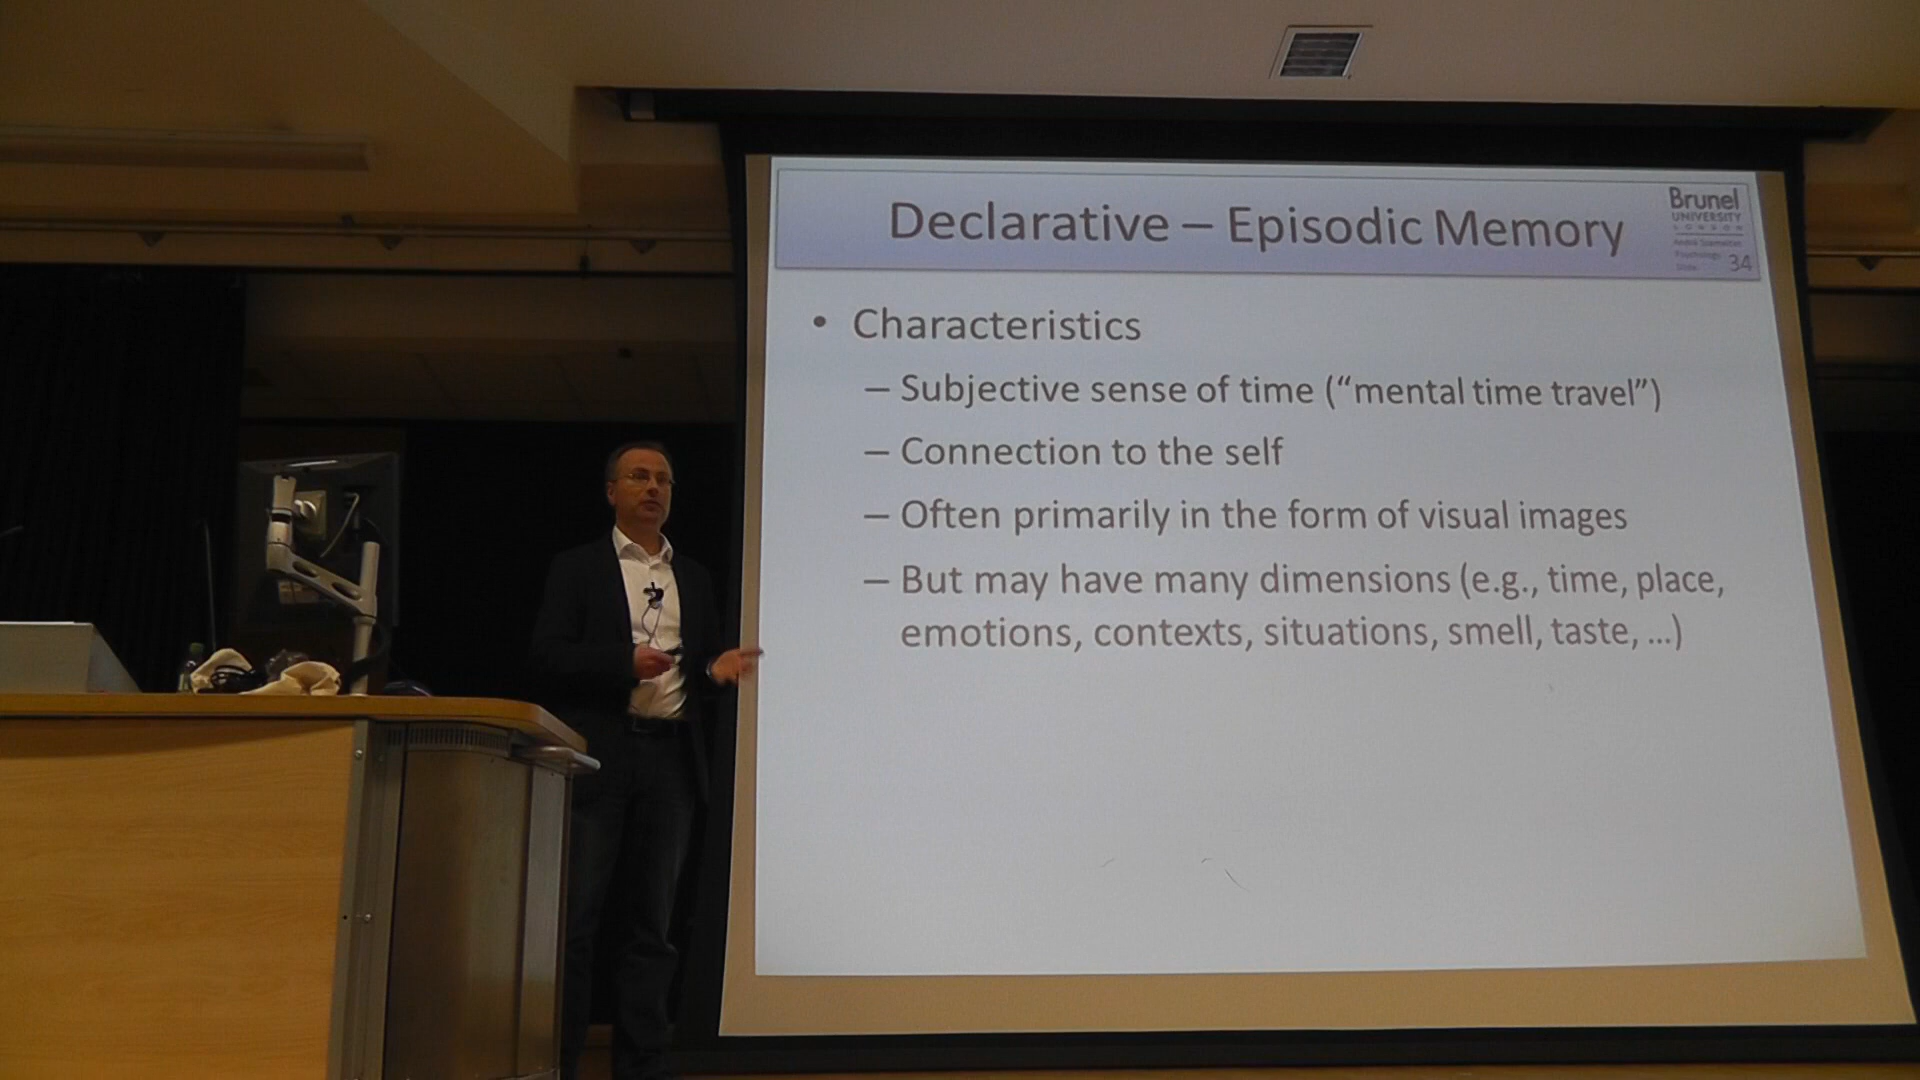 Declarative – Episodic Memory
Brunel
UNIVERSITY
LONDON
34
• Characteristics
– Subjective sense of time (“mental time travel”)
– Connection to the self
– Often primarily in the form of visual images
– But may have many dimensions (e.g., time, place,
emotions, contexts, situations, smell, taste, ...)